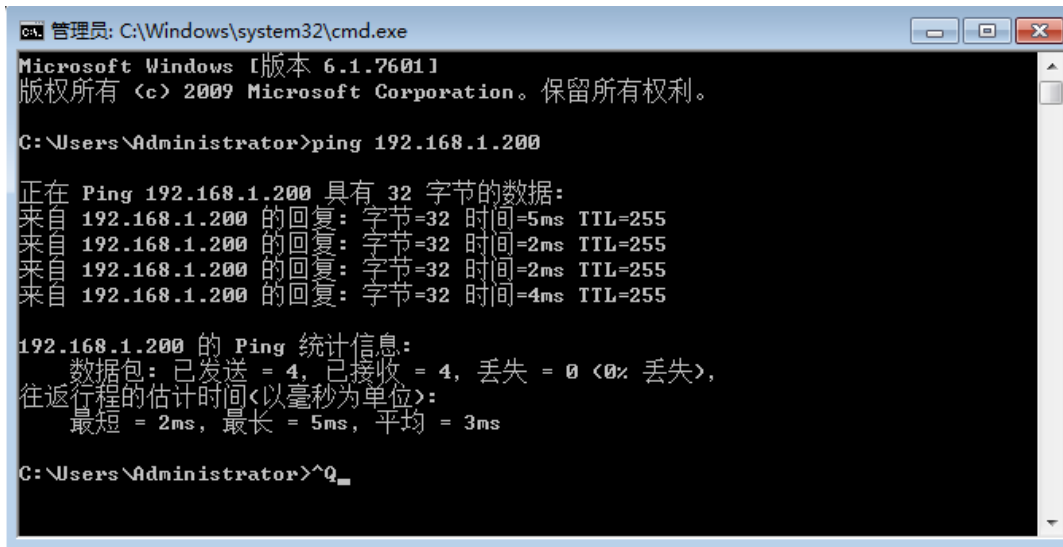 管理员: C:\Windows\system32\cmd.exe
Microsoft Windows [版本 6.1.7601]
版权所有 (c) 2009 Microsoft Corporation。保留所有权利。
C:\Users\Administrator>ping 192.168.1.200
正在 Ping 192.168.1.200 具有 32 字节的数据:
来自 192.168.1.200 的回复: 字节=32 时间=5ms TTL=255
来自 192.168.1.200 的回复: 字节=32 时间=2ms TTL=255
来自 192.168.1.200 的回复: 字节=32 时间=2ms TTL=255
来自 192.168.1.200 的回复: 字节=32 时间=4ms TTL=255
192.168.1.200 的 Ping 统计信息:
数据包: 已发送 = 4, 已接收 = 4, 丢失 = 0 (0% 丢失),
往返行程的估计时间(以毫秒为单位):
最短 = 2ms, 最长 = 5ms, 平均 = 3ms
C:\Users\Administrator>^Q